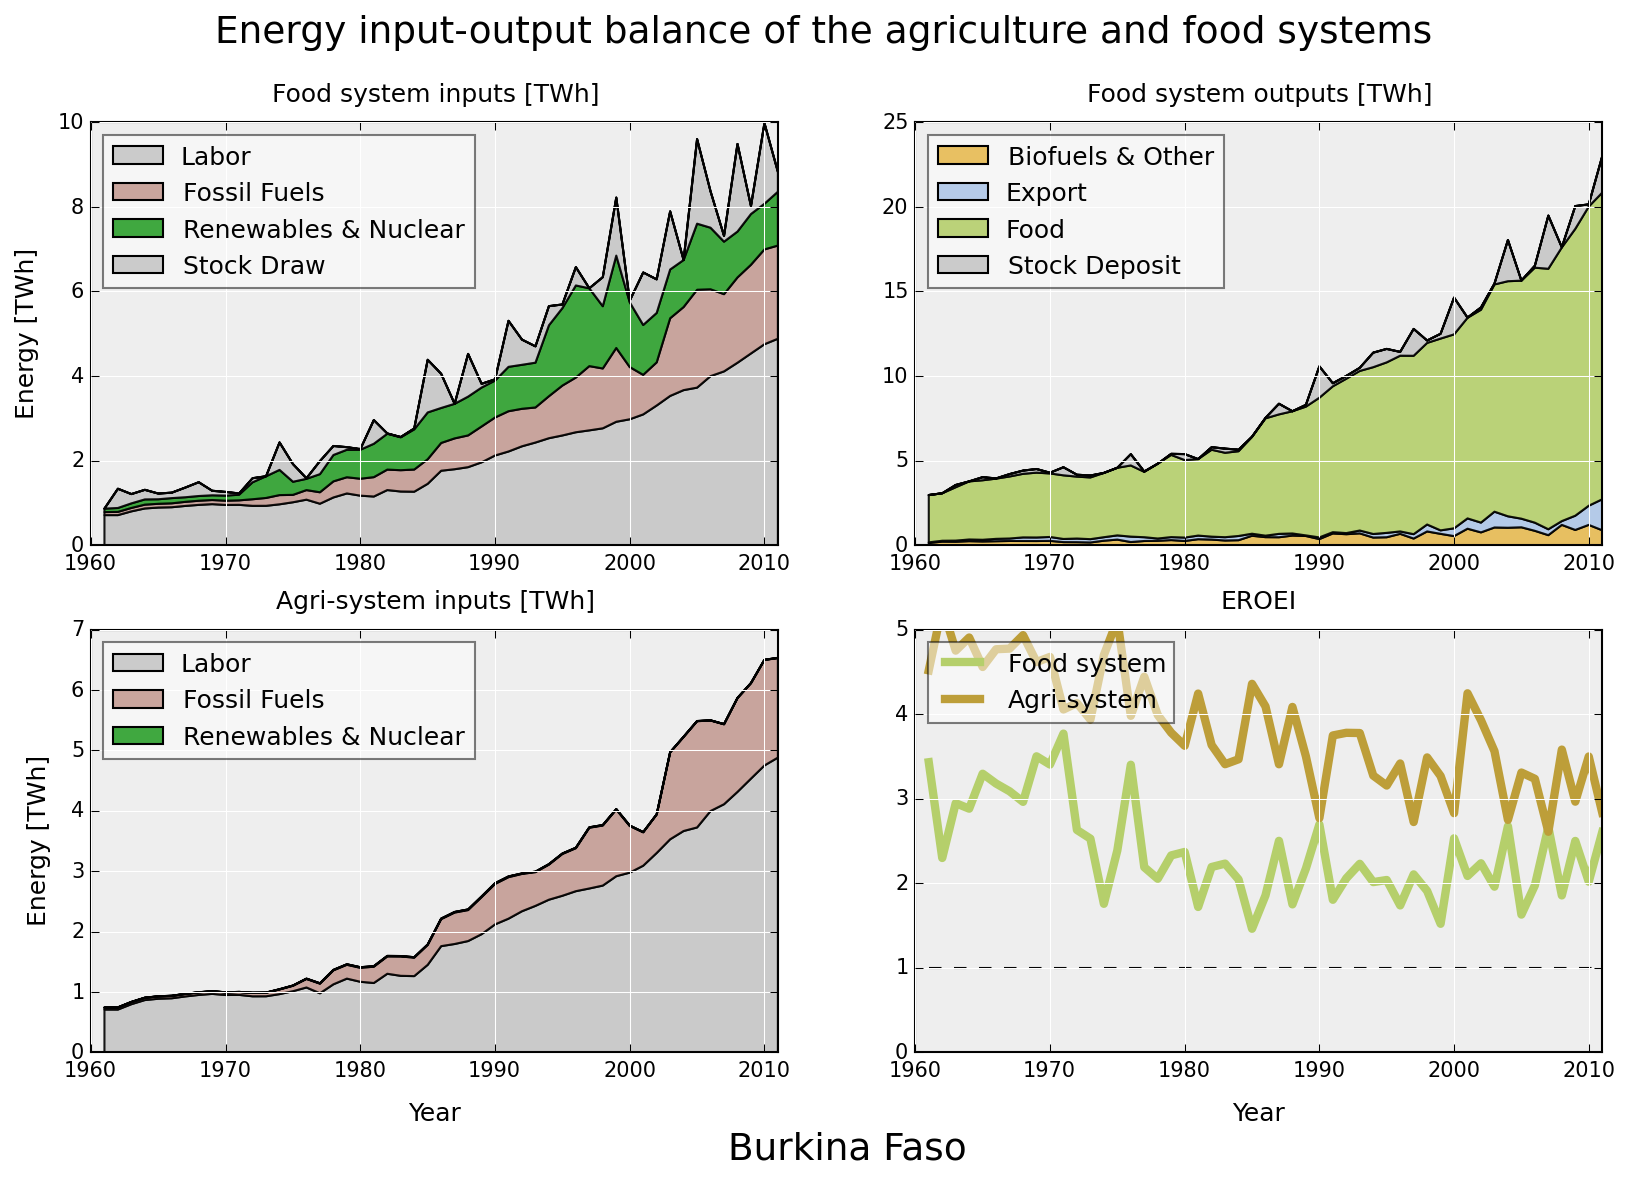 Energy input-output balance of the agriculture and food systems
Food system inputs [TWh]
Energy [TWh]
10
8
6
4
2
0
Labor
Fossil Fuels
Renewables & Nuclear
Stock Draw
1960 1970 1980 1990 2000 2010
Food system outputs [TWh]
25
20
15
10
5
0
Biofuels & Other
Export
Food
Stock Deposit
1960 1970 1980 1990 2000 2010
Agri-system inputs [TWh]
Energy [TWh]
7
6
5
4
3
2
1
0
Labor
Fossil Fuels
Renewables & Nuclear
1960 1970 1980 1990 2000 2010
Year
EROEI
5
4
3
2
1
0
Food system
Agri-system
1960 1970 1980 1990 2000 2010
Year
Burkina Faso